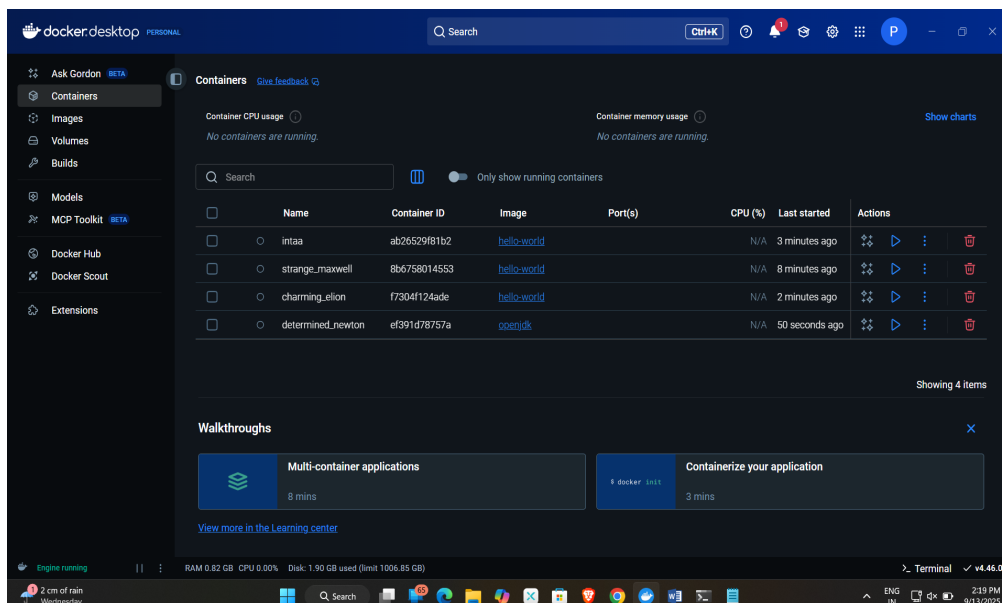 docker.desktop PERSONAL
Search Ctrl+K
1
P
Ask Gordon BETA
Containers
Images
Volumes
Builds
Models
MCP Toolkit BETA
Docker Hub
Docker Scout
Extensions
Containers Give feedback
Container CPU usage
No containers are running.
Container memory usage
No containers are running.
Show charts
Search
Only show running containers
Name Container ID Image Port(s) CPU (%) Last started Actions
intaa ab26529f81b2 hello-world N/A 3 minutes ago
strange_maxwell 8b6758014553 hello-world N/A 8 minutes ago
charming_elion f7304f124ade hello-world N/A 2 minutes ago
determined_newton ef391d78757a openjdk N/A 50 seconds ago
Showing 4 items
Walkthroughs
Multi-container applications
8 mins
$ docker init
Containerize your application
3 mins
View more in the Learning center
Engine running RAM 0.82 GB CPU 0.00% Disk: 1.90 GB used (limit 1006.85 GB) Terminal v4.46.0
1 2 cm of rain
Wednesday
Search
65
ENG
IN
2:19 PM
9/13/2025